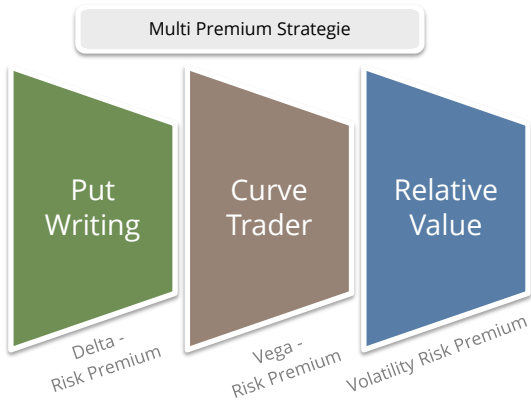 Multi Premium Strategie
Put
Writing
Curve
Trader
Relative
Value
Delta -
Risk Premium
Vega -
Risk Premium
Volatility Risk Premium